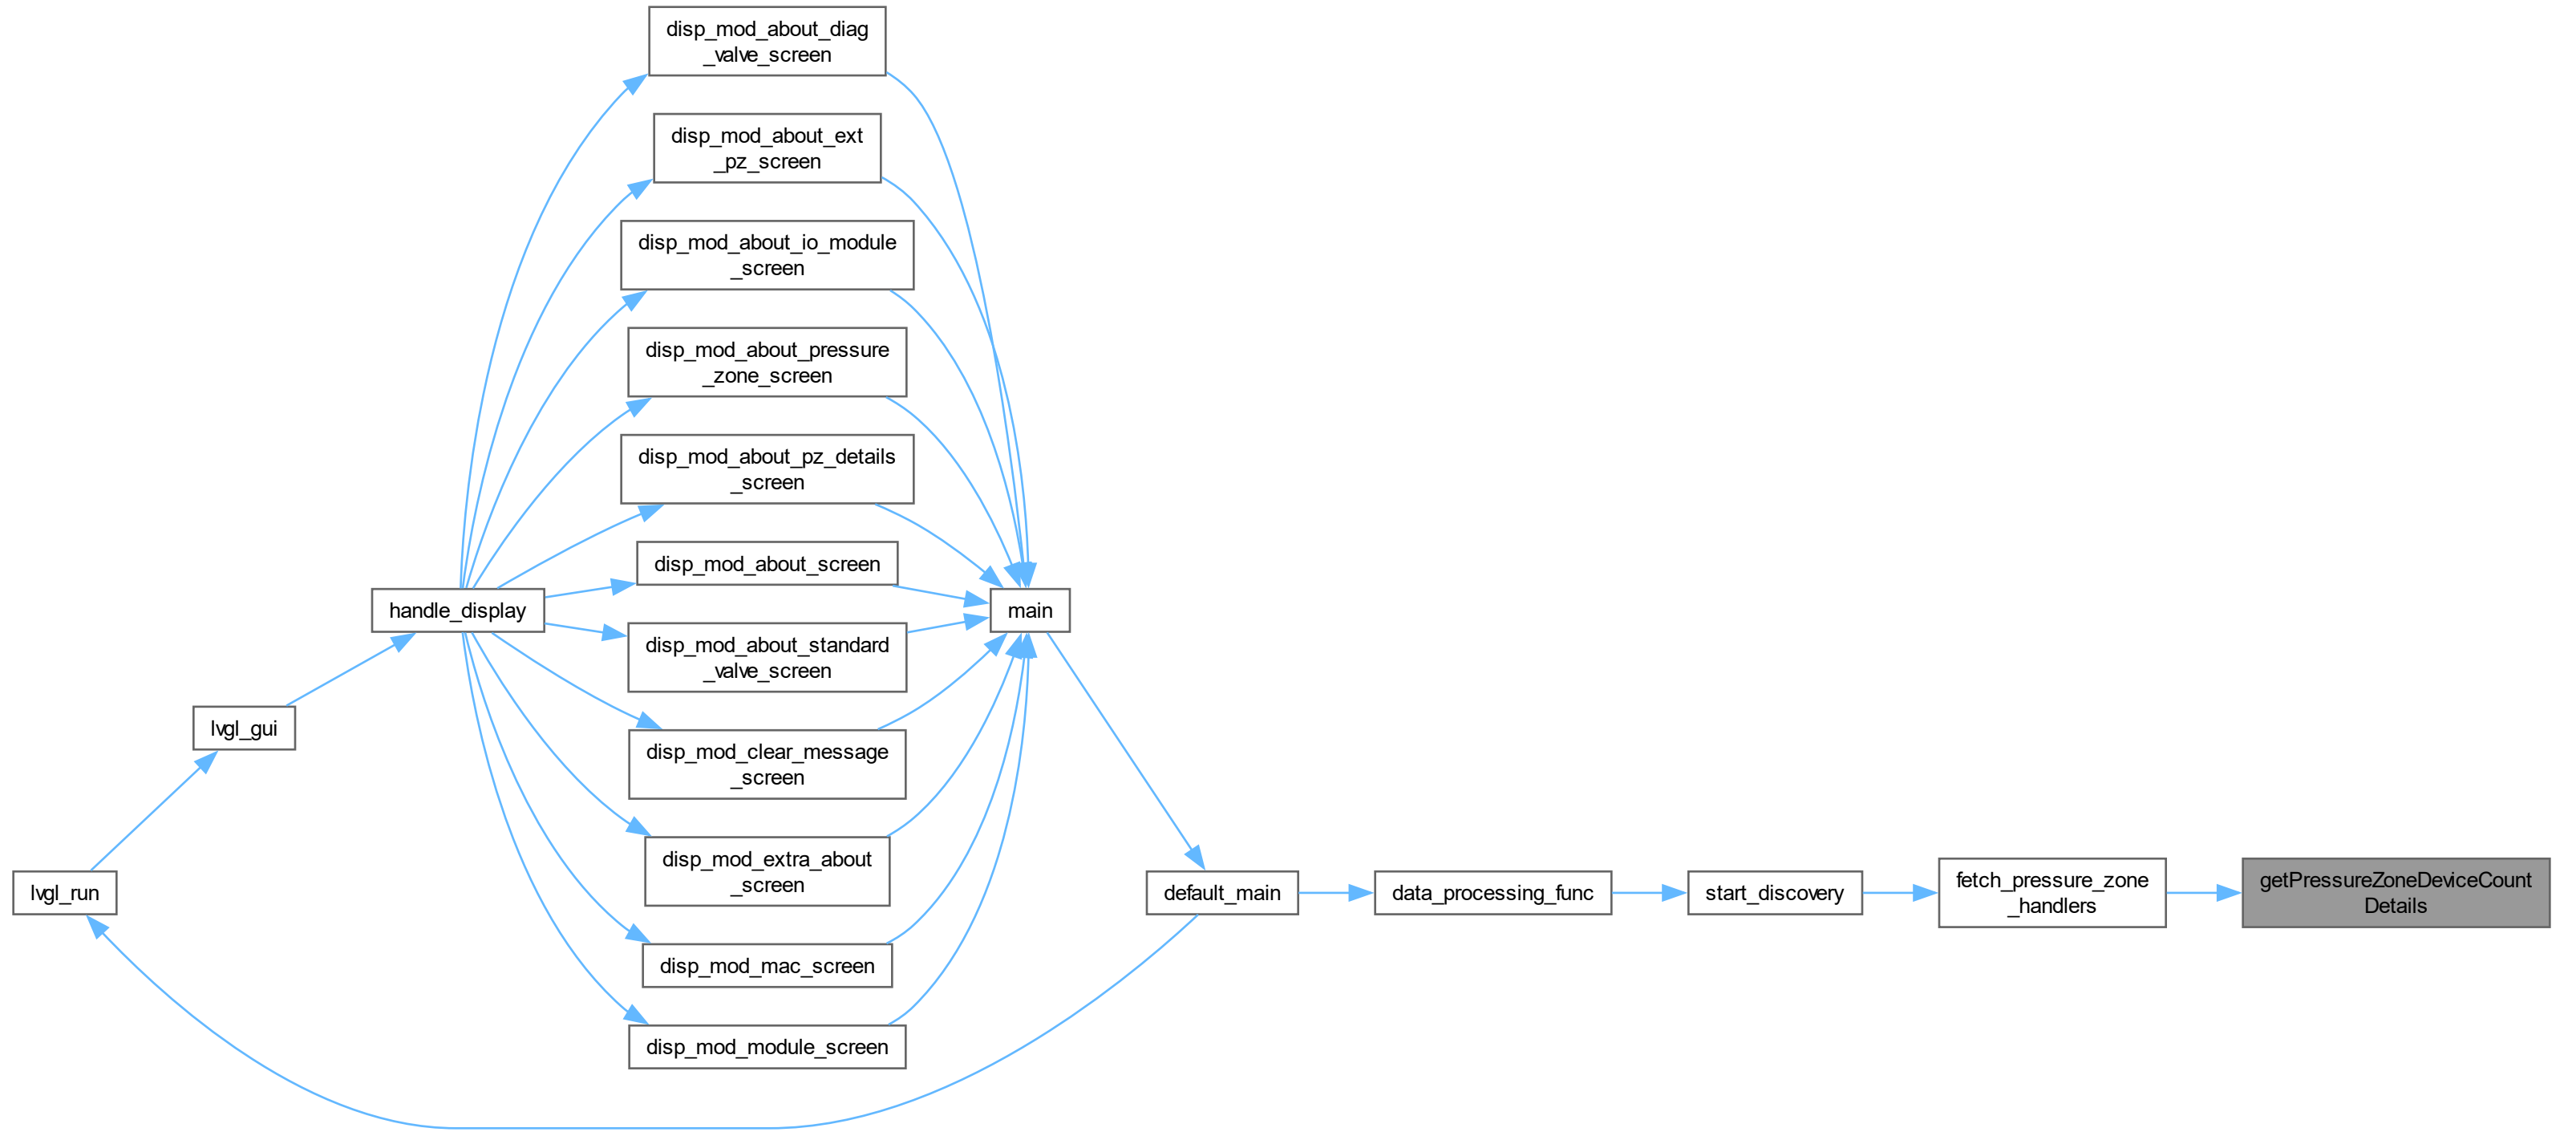 disp_mod_about_diag
_valve_screen
disp_mod_about_ext
_pz_screen
disp_mod_about_io_module
_screen
disp_mod_about_pressure
_zone_screen
disp_mod_about_pz_details
_screen
disp_mod_about_screen
handle_display
main
disp_mod_about_standard
_valve_screen
lvgl_gui
disp_mod_clear_message
_screen
disp_mod_extra_about
_screen
lvgl_run
default_main
data_processing_func
start_discovery
fetch_pressure_zone
_handlers
getPressureZoneDeviceCount
Details
disp_mod_mac_screen
disp_mod_module_screen